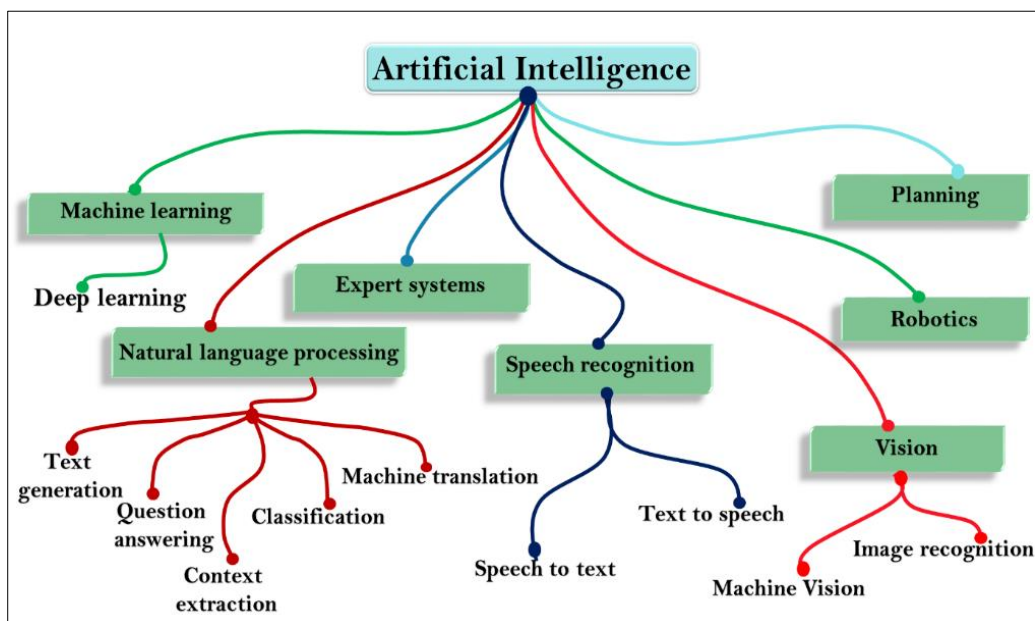 Artificial Intelligence
Machine learning
Deep learning
Natural language processing
Text
generation
Question
answering
Context
extraction
Classification
Machine translation
Expert systems
Speech recognition
Speech to text
Text to speech
Planning
Robotics
Vision
Machine Vision
Image recognition